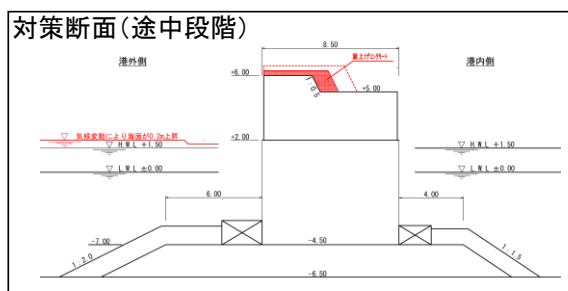 対策断面(途中段階)
8.50
港外側
嵩上げコンクリート
港内側
+6.00
1:0.5
+5.00
気候変動により海面が0.2m上昇
H.W.L +1.50
+2.00
H.W.L +1.50
L.W.L ±0.00
L.W.L ±0.00
6.00
4.00
-7.00
-4.50
1:2.0
1:1.5
-6.50